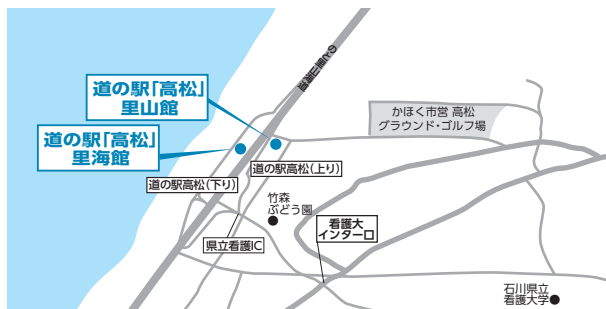 のと里山海道
道の駅「高松」
里山館
道の駅「高松」
里海館
かほく市営 高松
グラウンド・ゴルフ場
道の駅高松(下り)
道の駅高松(上り)
竹森
ぶどう園
県立看護IC
看護大
インター口
石川県立
看護大学